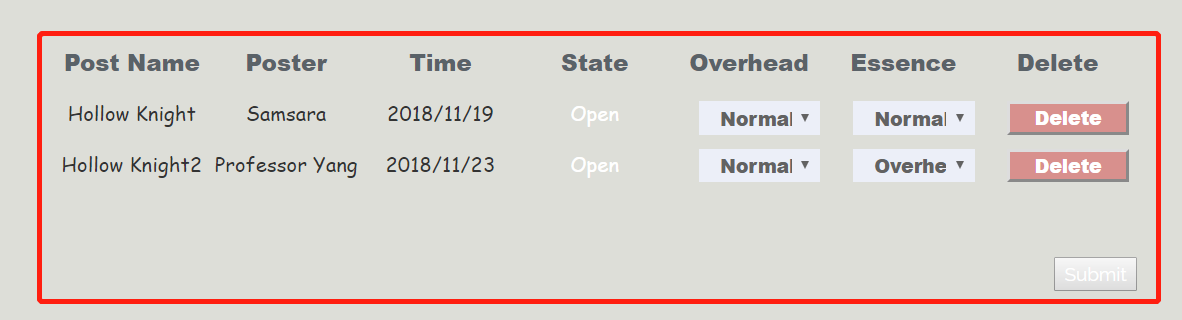 Post Name Poster Time State Overhead Essence Delete
Hollow Knight Samsara 2018/11/19 Open Normal Normal Delete
Hollow Knight2 Professor Yang 2018/11/23 Open Normal Overhe Delete
Submit